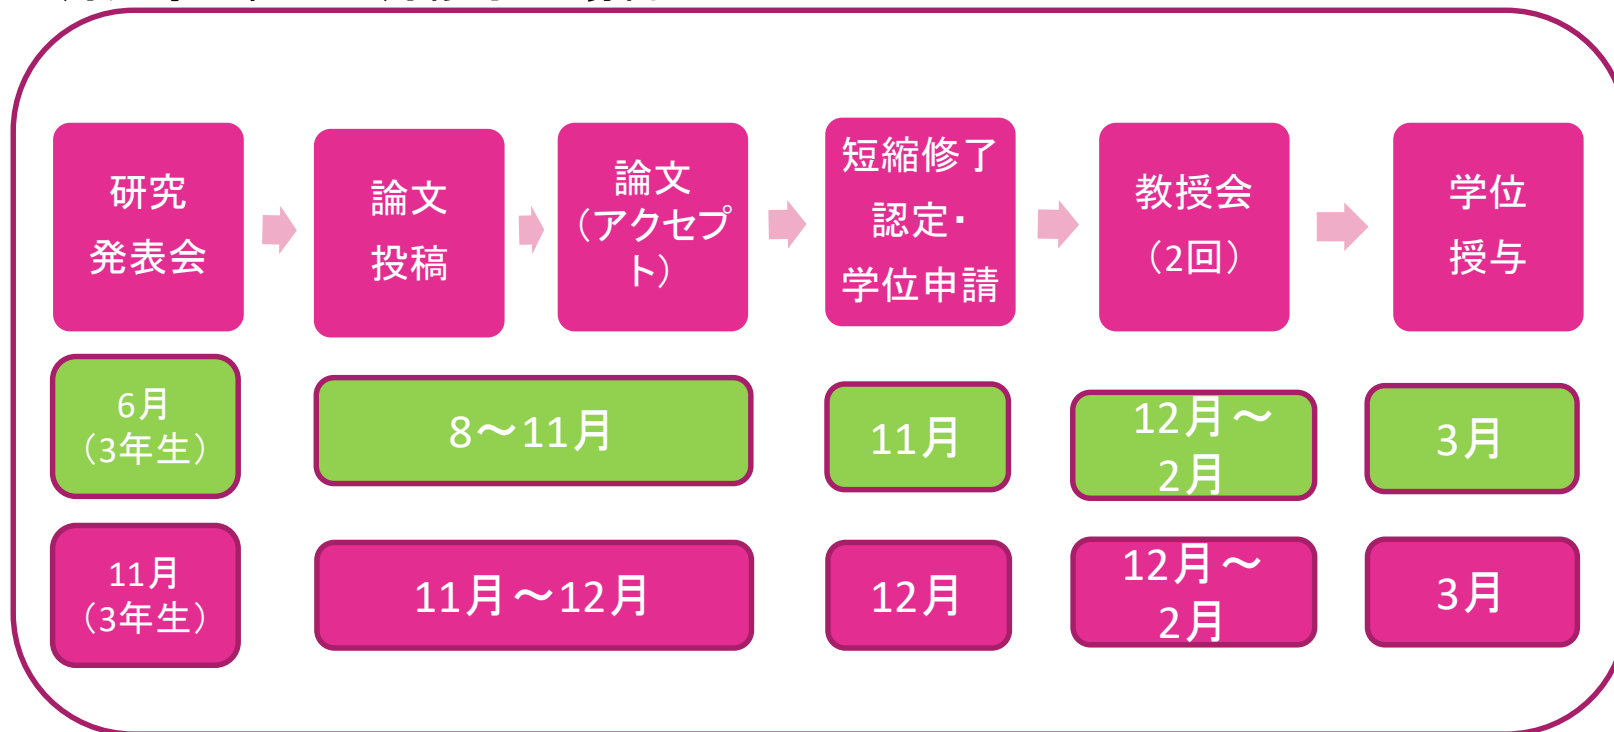 研究
発表会
論文
投稿
論文
（アクセプ
ト）
短縮修了
認定・
学位申請
教授会
（2回）
学位
授与
6月
（3年生）
8～11月
11月
12月～
2月
3月
11月
（3年生）
11月～12月
12月
12月～
2月
3月